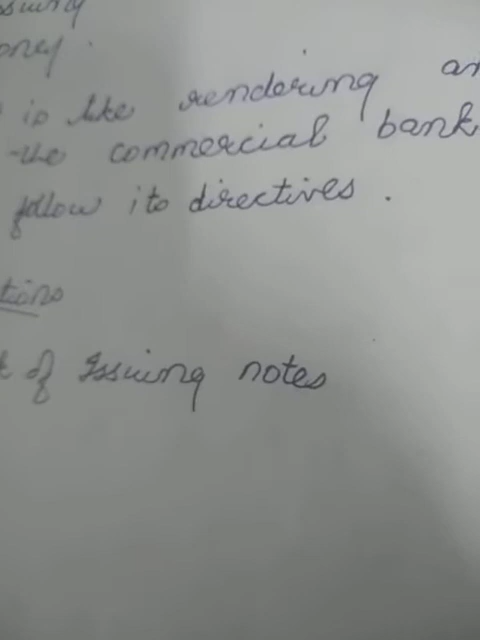 is like rendering
the commercial bank
follow its directives.
of Issuing notes